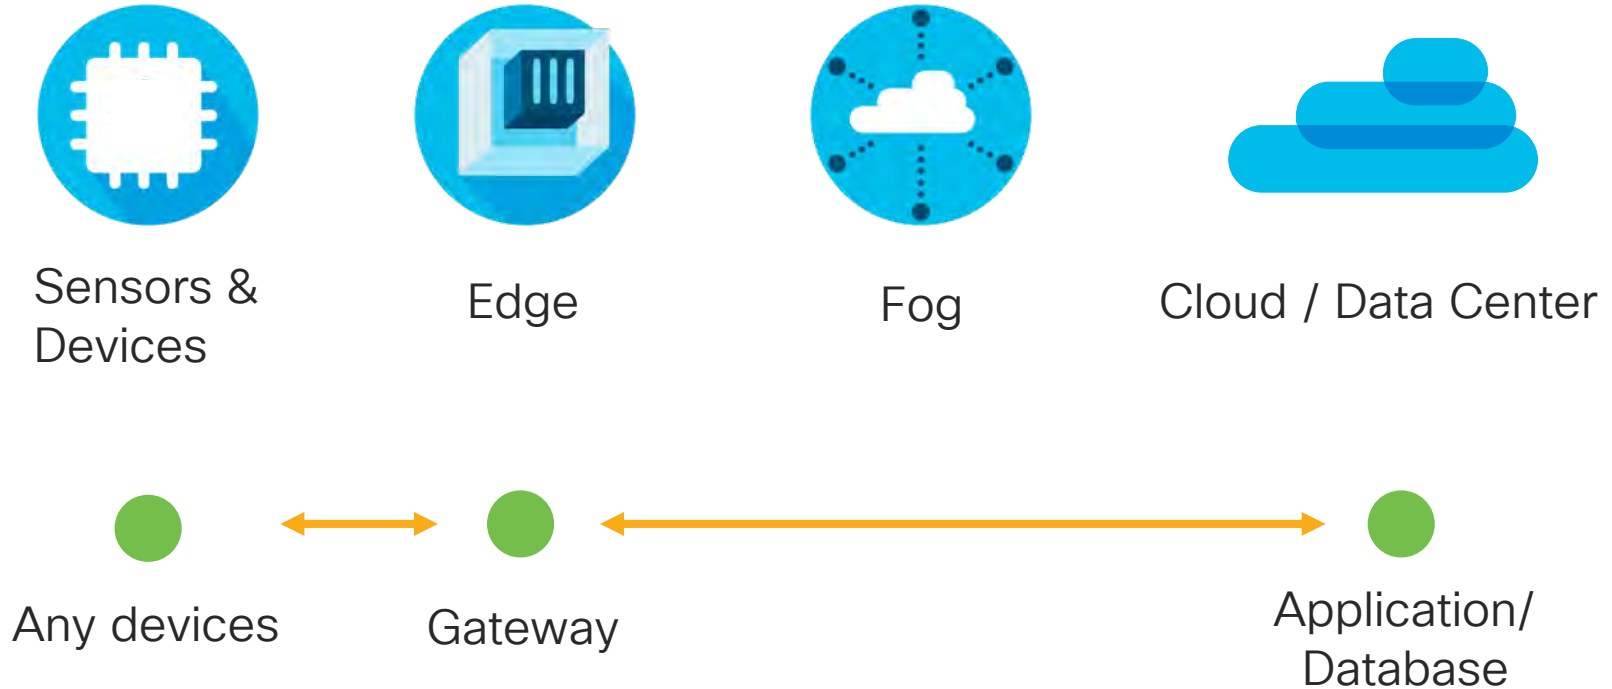 Sensors &
Devices
Edge
Fog
Cloud / Data Center
Any devices
Gateway
Application/
Database